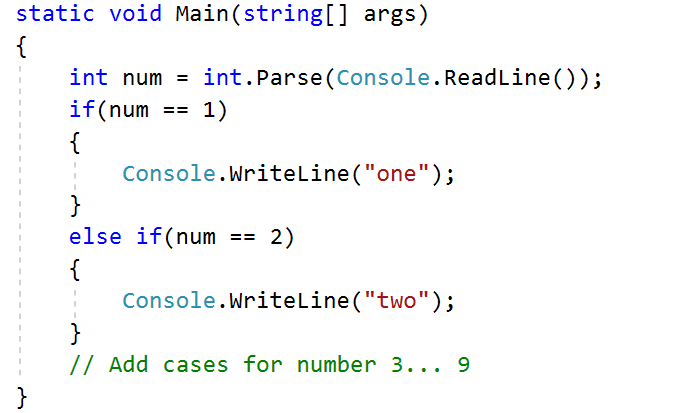 static void Main(string[] args)
{
    int num = int.Parse(Console.ReadLine());
    if(num == 1)
    {
        Console.WriteLine("one");
    }
    else if(num == 2)
    {
        Console.WriteLine("two");
    }
    // Add cases for number 3... 9
}